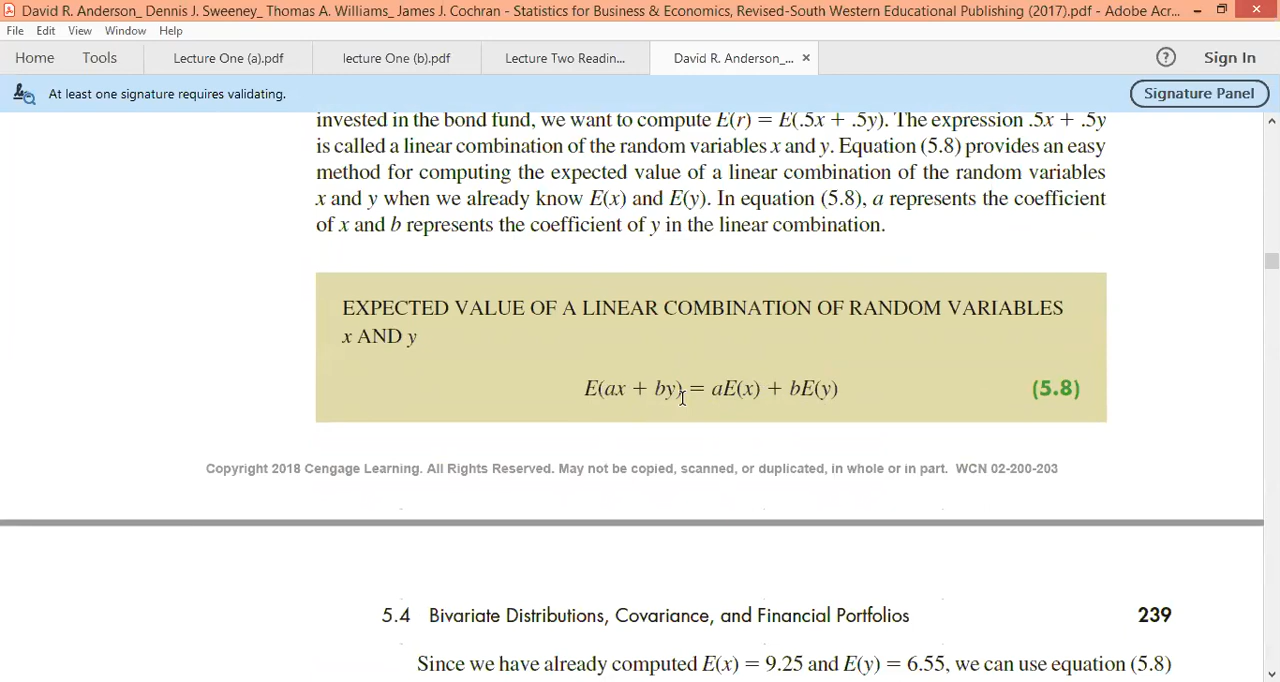 David R. Anderson_ Dennis J. Sweeney_ Thomas A. Williams_ James J. Cochran - Statistics for Business & Economics, Revised-South Western Educational Publishing (2017).pdf - Adobe Acr...
File Edit View Window Help
Home Tools Lecture One (a).pdf lecture One (b).pdf Lecture Two Readin... David R. Anderson_... × Sign In
At least one signature requires validating. Signature Panel
invested in the bond fund, we want to compute E(r) = E(.5x + .5y). The expression .5x + .5y
is called a linear combination of the random variables x and y. Equation (5.8) provides an easy
method for computing the expected value of a linear combination of the random variables
x and y when we already know E(x) and E(y). In equation (5.8), a represents the coefficient
of x and b represents the coefficient of y in the linear combination.
EXPECTED VALUE OF A LINEAR COMBINATION OF RANDOM VARIABLES
x AND y
E(ax + by) = aE(x) + bE(y) (5.8)
Copyright 2018 Cengage Learning. All Rights Reserved. May not be copied, scanned, or duplicated, in whole or in part. WCN 02-200-203
5.4 Bivariate Distributions, Covariance, and Financial Portfolios 239
Since we have already computed E(x) = 9.25 and E(y) = 6.55, we can use equation (5.8)